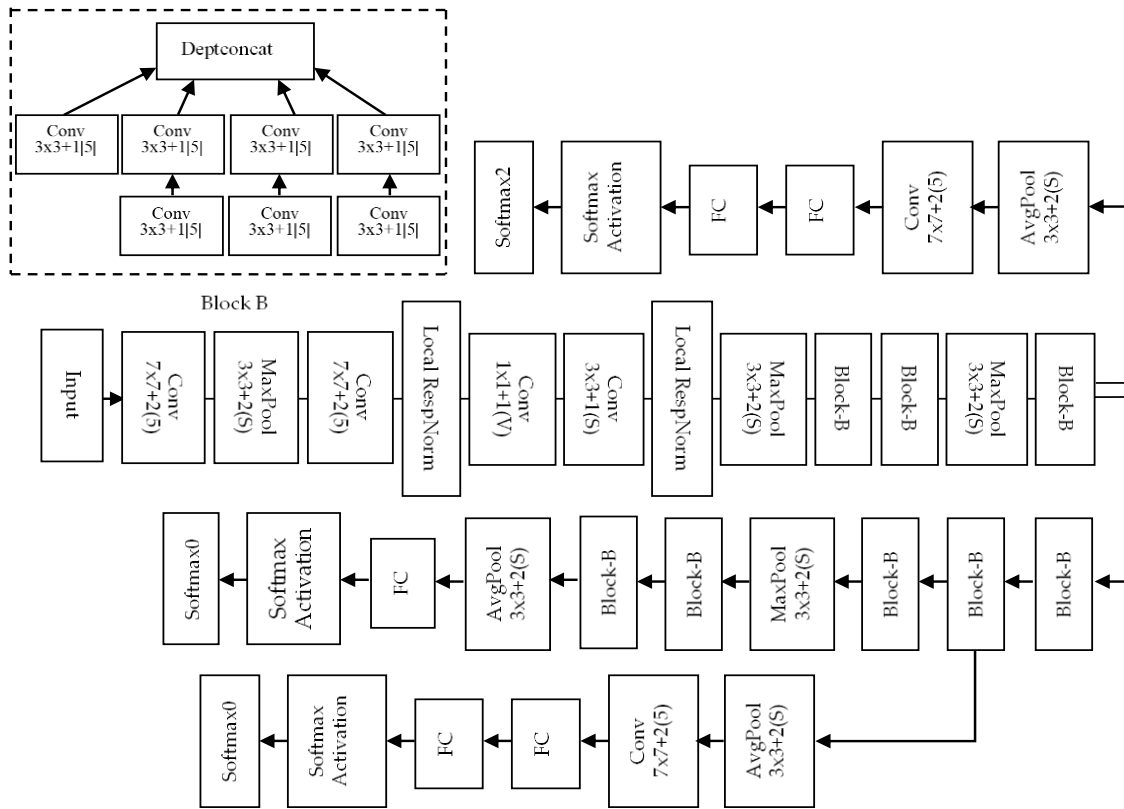 Deptconcat
Conv
3x3+1|5|
Conv
3x3+1|5|
Conv
3x3+1|5|
Conv
3x3+1|5|
Conv
3x3+1|5|
Conv
3x3+1|5|
Conv
3x3+1|5|
Block B
Softmax2
Softmax
Activation
FC
FC
Conv
7x7+2(5)
AvgPool
3x3+2(S)
Input
Conv
7x7+2(5)
MaxPool
3x3+2(S)
Conv
7x7+2(5)
Local RespNorm
Conv
1x1+1(V)
Conv
3x3+1(S)
Local RespNorm
MaxPool
3x3+2(S)
Block-B
Block-B
MaxPool
3x3+2(S)
Block-B
Softmax0
Softmax
Activation
FC
AvgPool
3x3+2(S)
Block-B
Block-B
MaxPool
3x3+2(S)
Block-B
Block-B
Block-B
Softmax0
Softmax
Activation
FC
FC
Conv
7x7+2(5)
AvgPool
3x3+2(S)